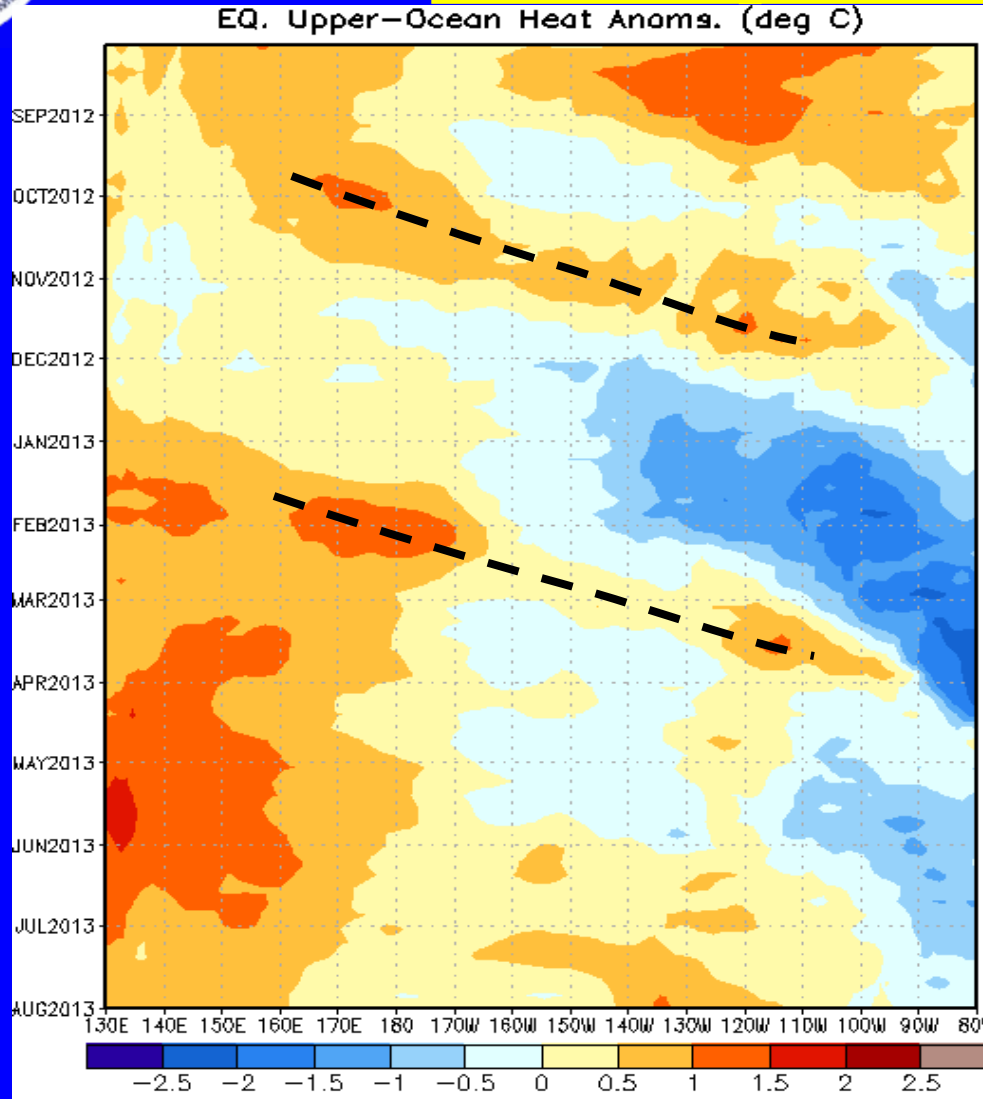 EQ. Upper-Ocean Heat Anoms. (deg C)
SEP2012
OCT2012
NOV2012
DEC2012
JAN2013
FEB2013
MAR2013
APR2013
MAY2013
JUN2013
JUL2013
AUG2013
130E 140E 150E 160E 170E 180 170W 160W 150W 140W 130W 120W 110W 100W 90W 80W
-2.5 -2 -1.5 -1 -0.5 0 0.5 1 1.5 2 2.5